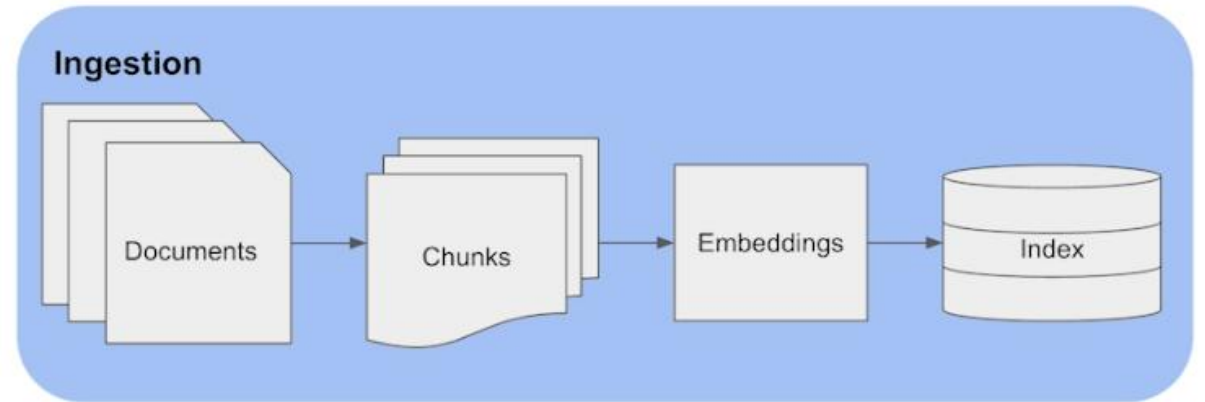 Ingestion
Documents
Chunks
Embeddings
Index